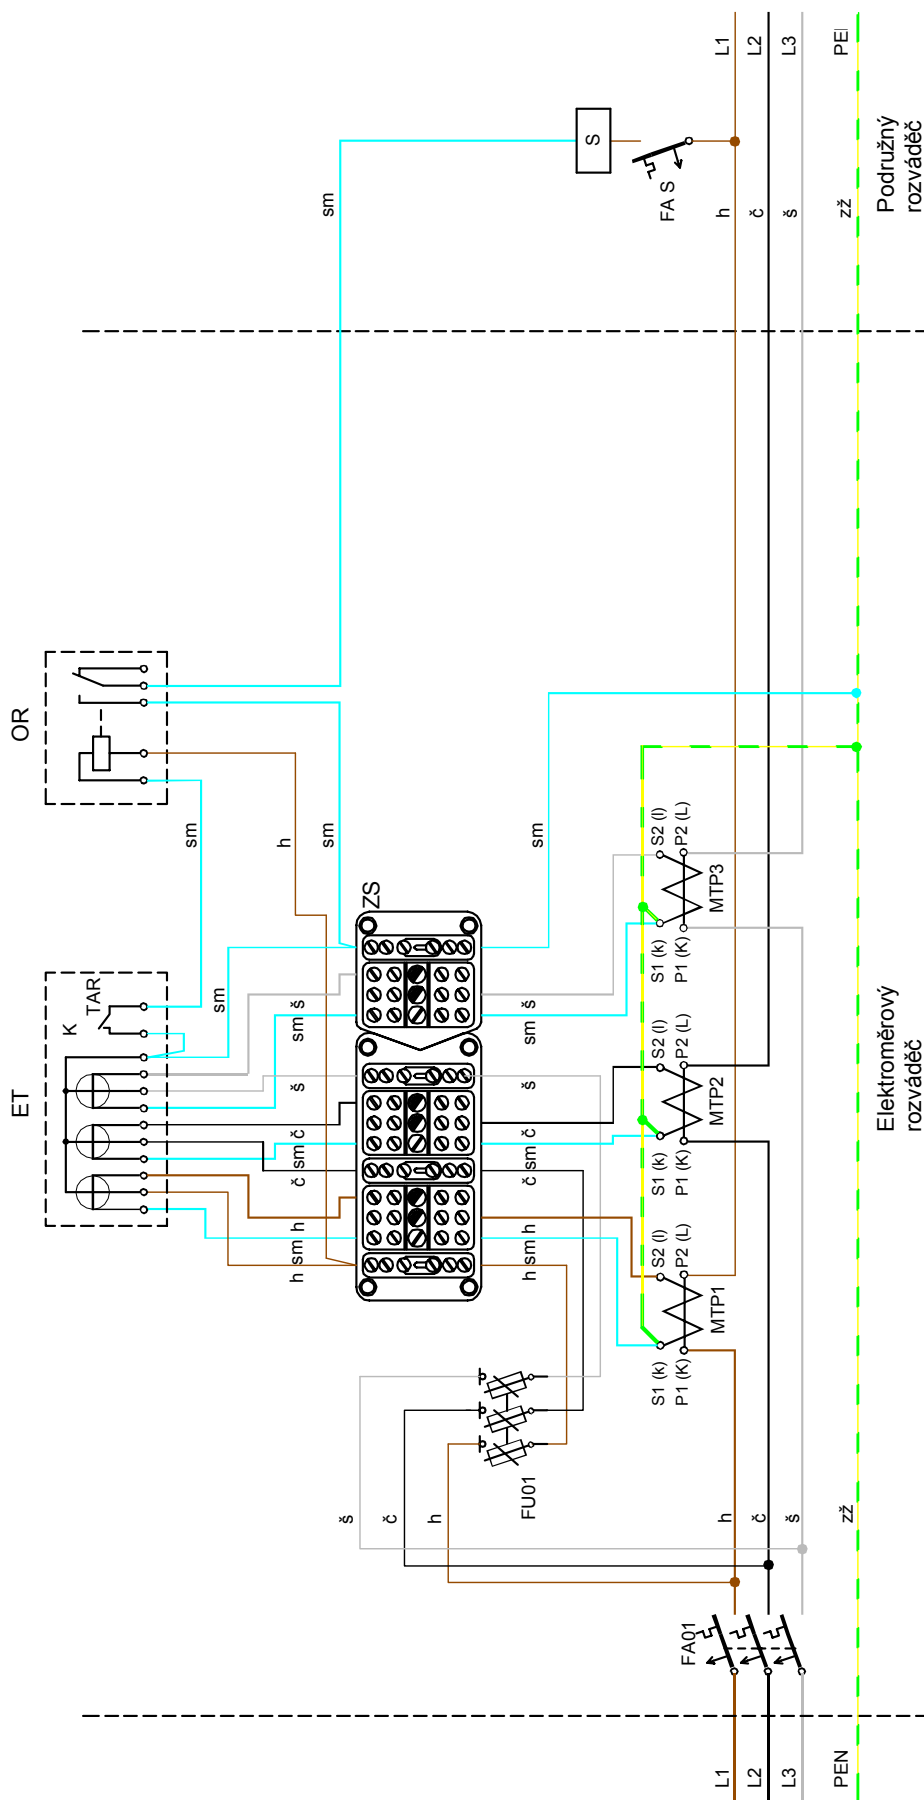 ET
OR
K
TAR
sm
sm
h
h sm h
č sm č
š
sm š
sm
sm
š
ZS
č
h
FU01
h sm h
č sm č
š
sm š
sm
S
FA S
S1 (k)
S2 (l)
P1 (K)
P2 (L)
MTP1
S1 (k)
S2 (l)
P1 (K)
P2 (L)
MTP2
S1 (k)
S2 (l)
P1 (K)
P2 (L)
MTP3
FA01
L1
h
h
L1
L2
č
č
L2
L3
š
š
L3
PEN
zž
zž
Elektroměrový
rozváděč
Podružný
rozváděč